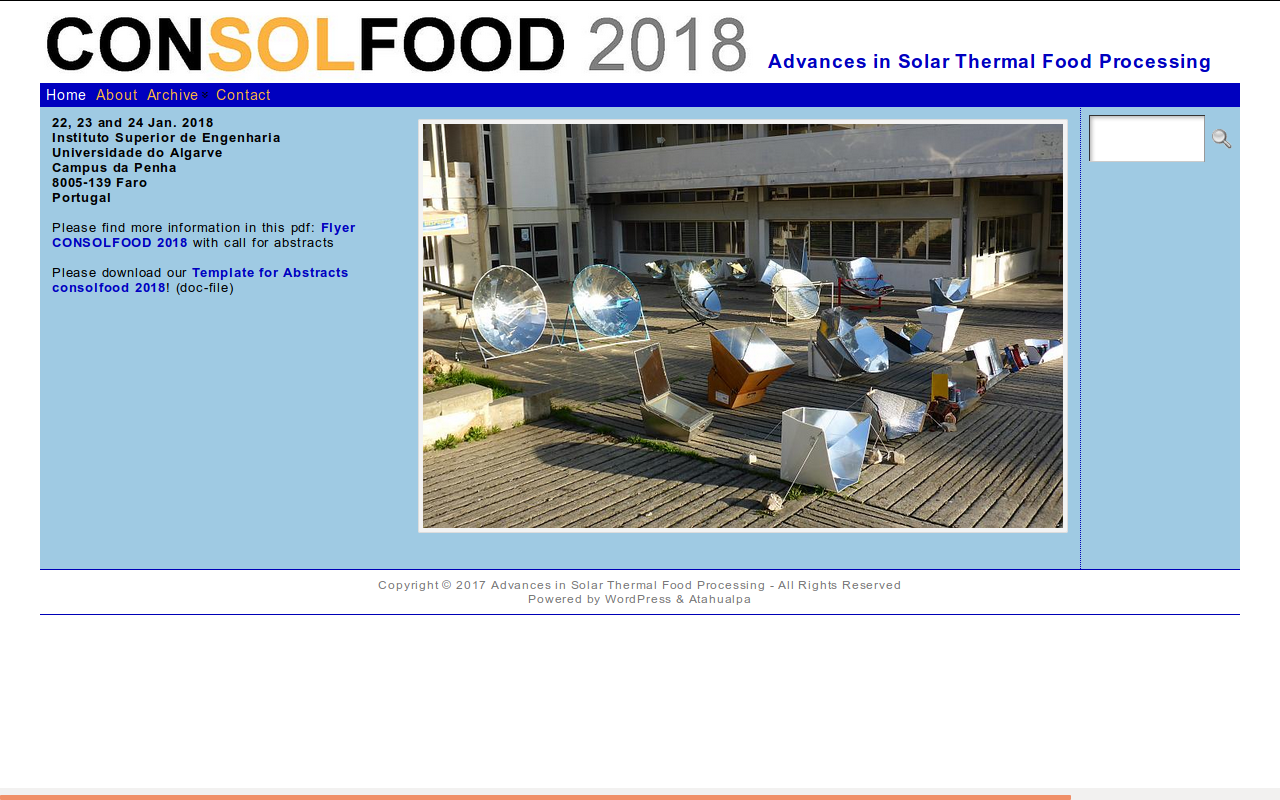 CONSOLFOOD 2018 Advances in Solar Thermal Food Processing
Home About Archive Contact
22, 23 and 24 Jan. 2018
Instituto Superior de Engenharia
Universidade do Algarve
Campus da Penha
8005-139 Faro
Portugal
Please find more information in this pdf: Flyer
CONSOLFOOD 2018 with call for abstracts
Please download our Template for Abstracts
consolfood 2018! (doc-file)
Copyright © 2017 Advances in Solar Thermal Food Processing - All Rights Reserved
Powered by WordPress & Atahualpa